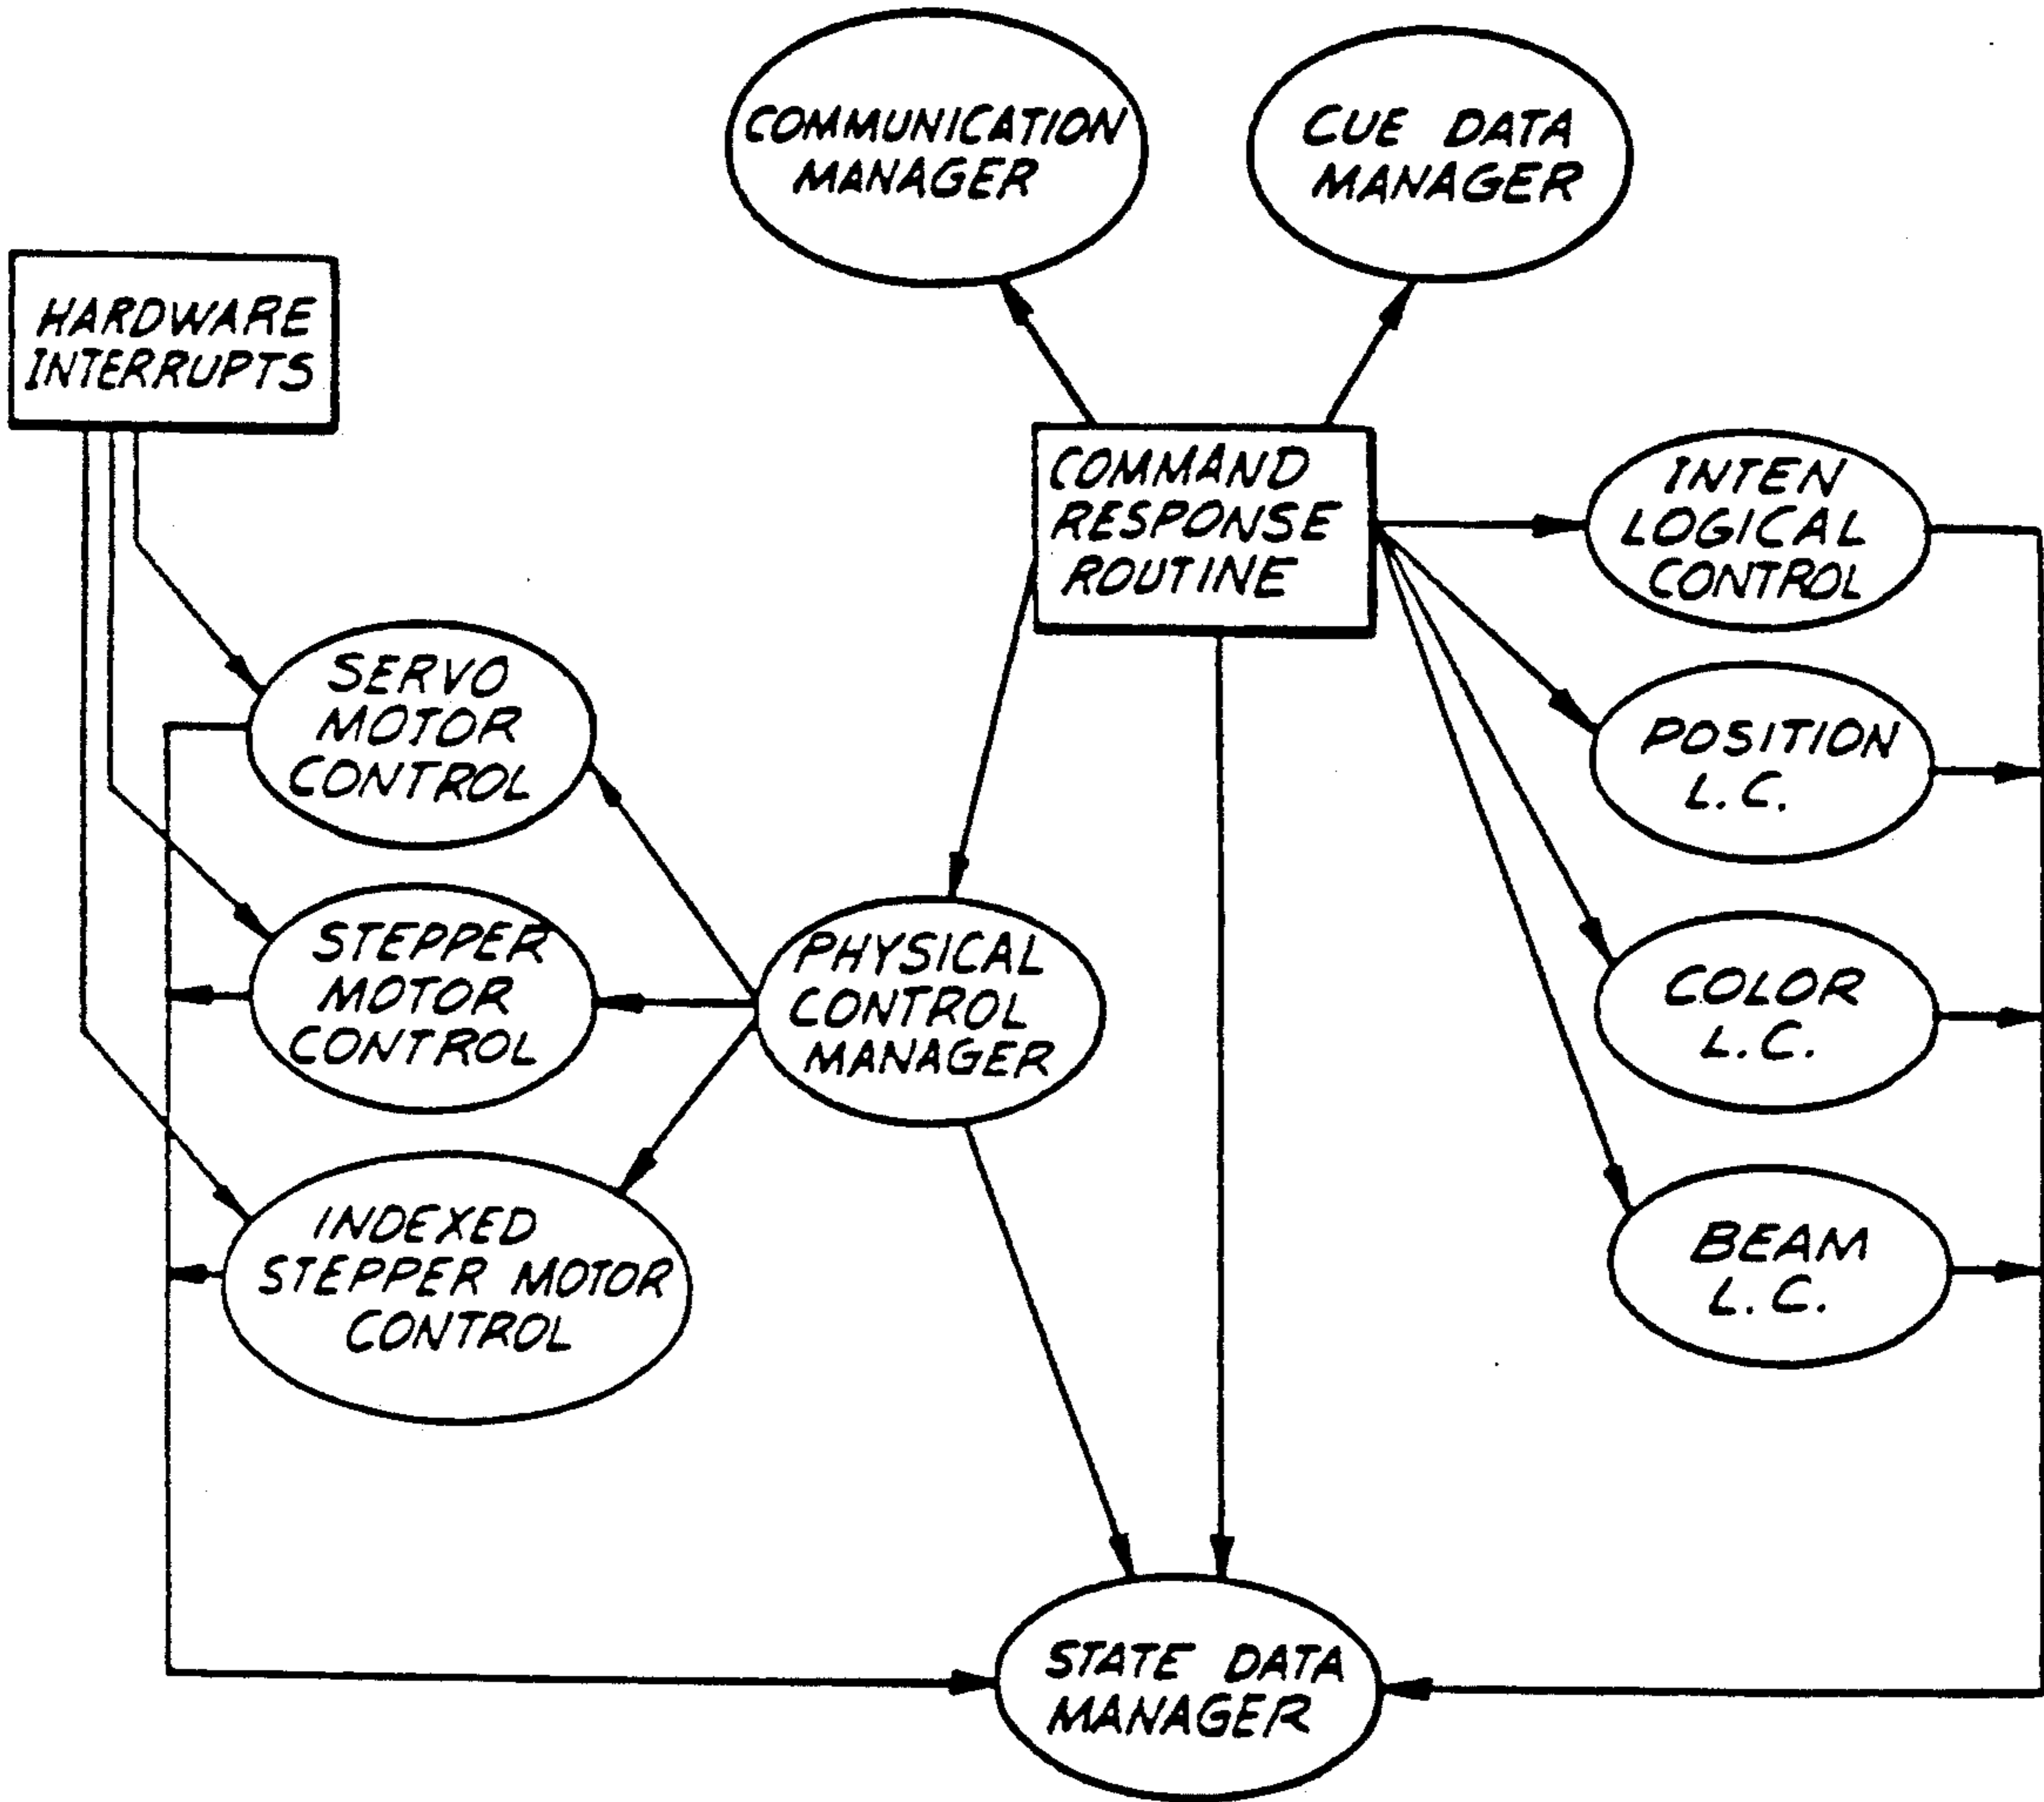 COMMUNICATION
MANAGER
CUE DATA
MANAGER
HARDWARE
INTERRUPTS
COMMAND
RESPONSE
ROUTINE
INTEN
LOGICAL
CONTROL
SERVO
MOTOR
CONTROL
POSITION
L.C.
STEPPER
MOTOR
CONTROL
PHYSICAL
CONTROL
MANAGER
COLOR
L.C.
INDEXED
STEPPER MOTOR
CONTROL
BEAM
L.C.
STATE DATA
MANAGER